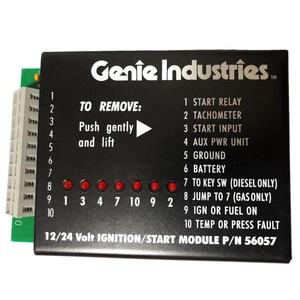 Genie Industries SM
1
2
3
4
5
6
7
8
9
10
TO REMOVE:
Push gently
and lift
1 START RELAY
2 TACHOMETER
3 START INPUT
4 AUX PWR UNIT
5 GROUND
6 BATTERY
7 TO KEY SW (DIESEL ONLY)
8 JUMP TO 7 (GAS ONLY)
9 IGN OR FUEL ON
10 TEMP OR PRESS FAULT
1 3 4 7 10 9 2
12/24 Volt IGNITION/START MODULE P/N 56057